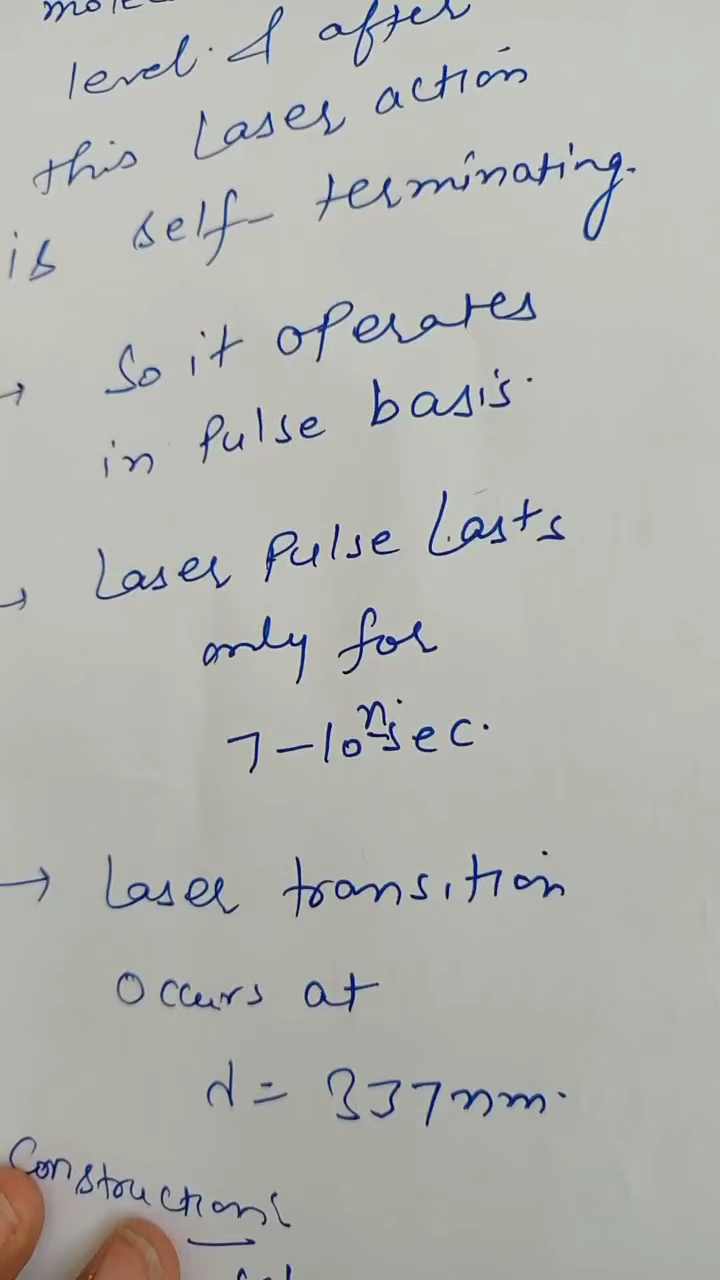 level. & after
this Laser action
is self- terminating.
→ So it operates
in pulse basis.
→ Laser Pulse Lasts
only for
7-10 nsec.
→ Laser transition
Occurs at
λ = 337nm.
Construction: